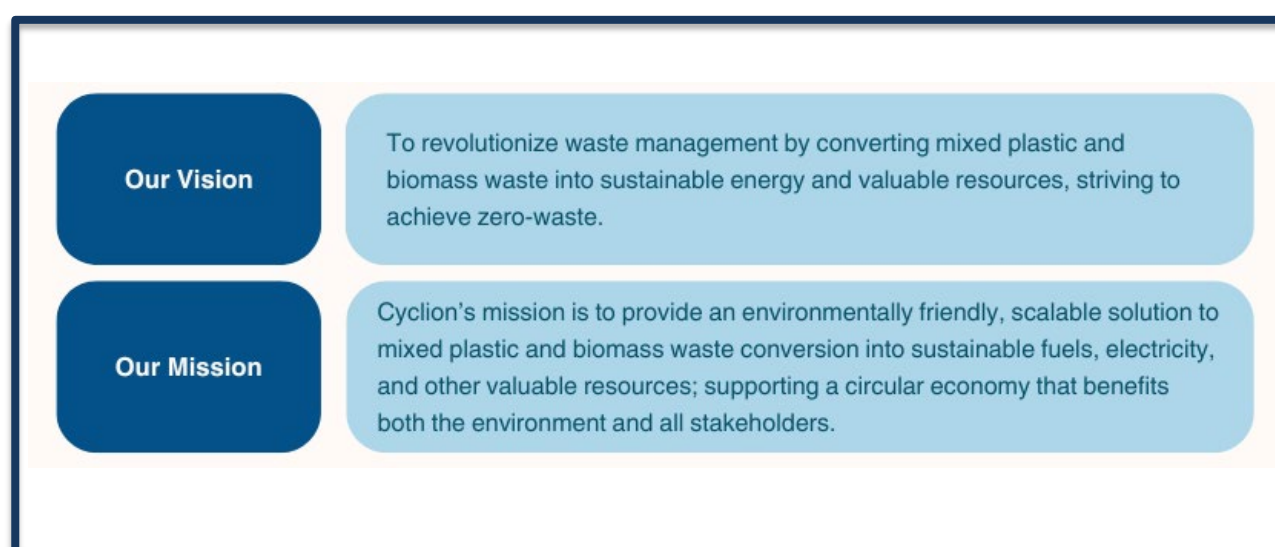 Our Vision
To revolutionize waste management by converting mixed plastic and
biomass waste into sustainable energy and valuable resources, striving to
achieve zero-waste.
Our Mission
Cyclion’s mission is to provide an environmentally friendly, scalable solution to
mixed plastic and biomass waste conversion into sustainable fuels, electricity,
and other valuable resources; supporting a circular economy that benefits
both the environment and all stakeholders.